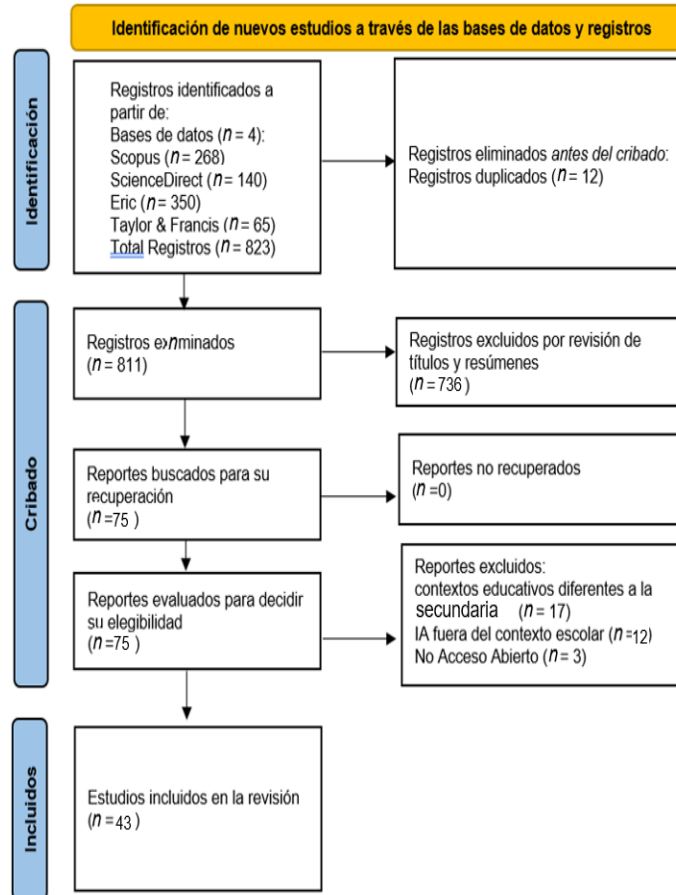 Identificación de nuevos estudios a través de las bases de datos y registros
Identificación
Registros identificados a
partir de:
Bases de datos (n = 4):
Scopus (n = 268)
ScienceDirect (n = 140)
Eric (n = 350)
Taylor & Francis (n = 65)
Total Registros (n = 823)
Registros eliminados antes del cribado:
Registros duplicados (n = 12)
Cribado
Registros e›nminados
(n = 811)
Registros excluidos por revisión de
títulos y resúmenes
(n = 736 )
Reportes buscados para su
recuperación
(n =75 )
Reportes no recuperados
(n =0)
Reportes evaluados para decidir
su elegibilidad
(n =75 )
Reportes excluidos:
contextos educativos diferentes a la
secundaria (n = 17)
IA fuera del contexto escolar (n =12)
No Acceso Abierto (n = 3)
Incluidos
Estudios incluidos en la revisión
(n = 43 )